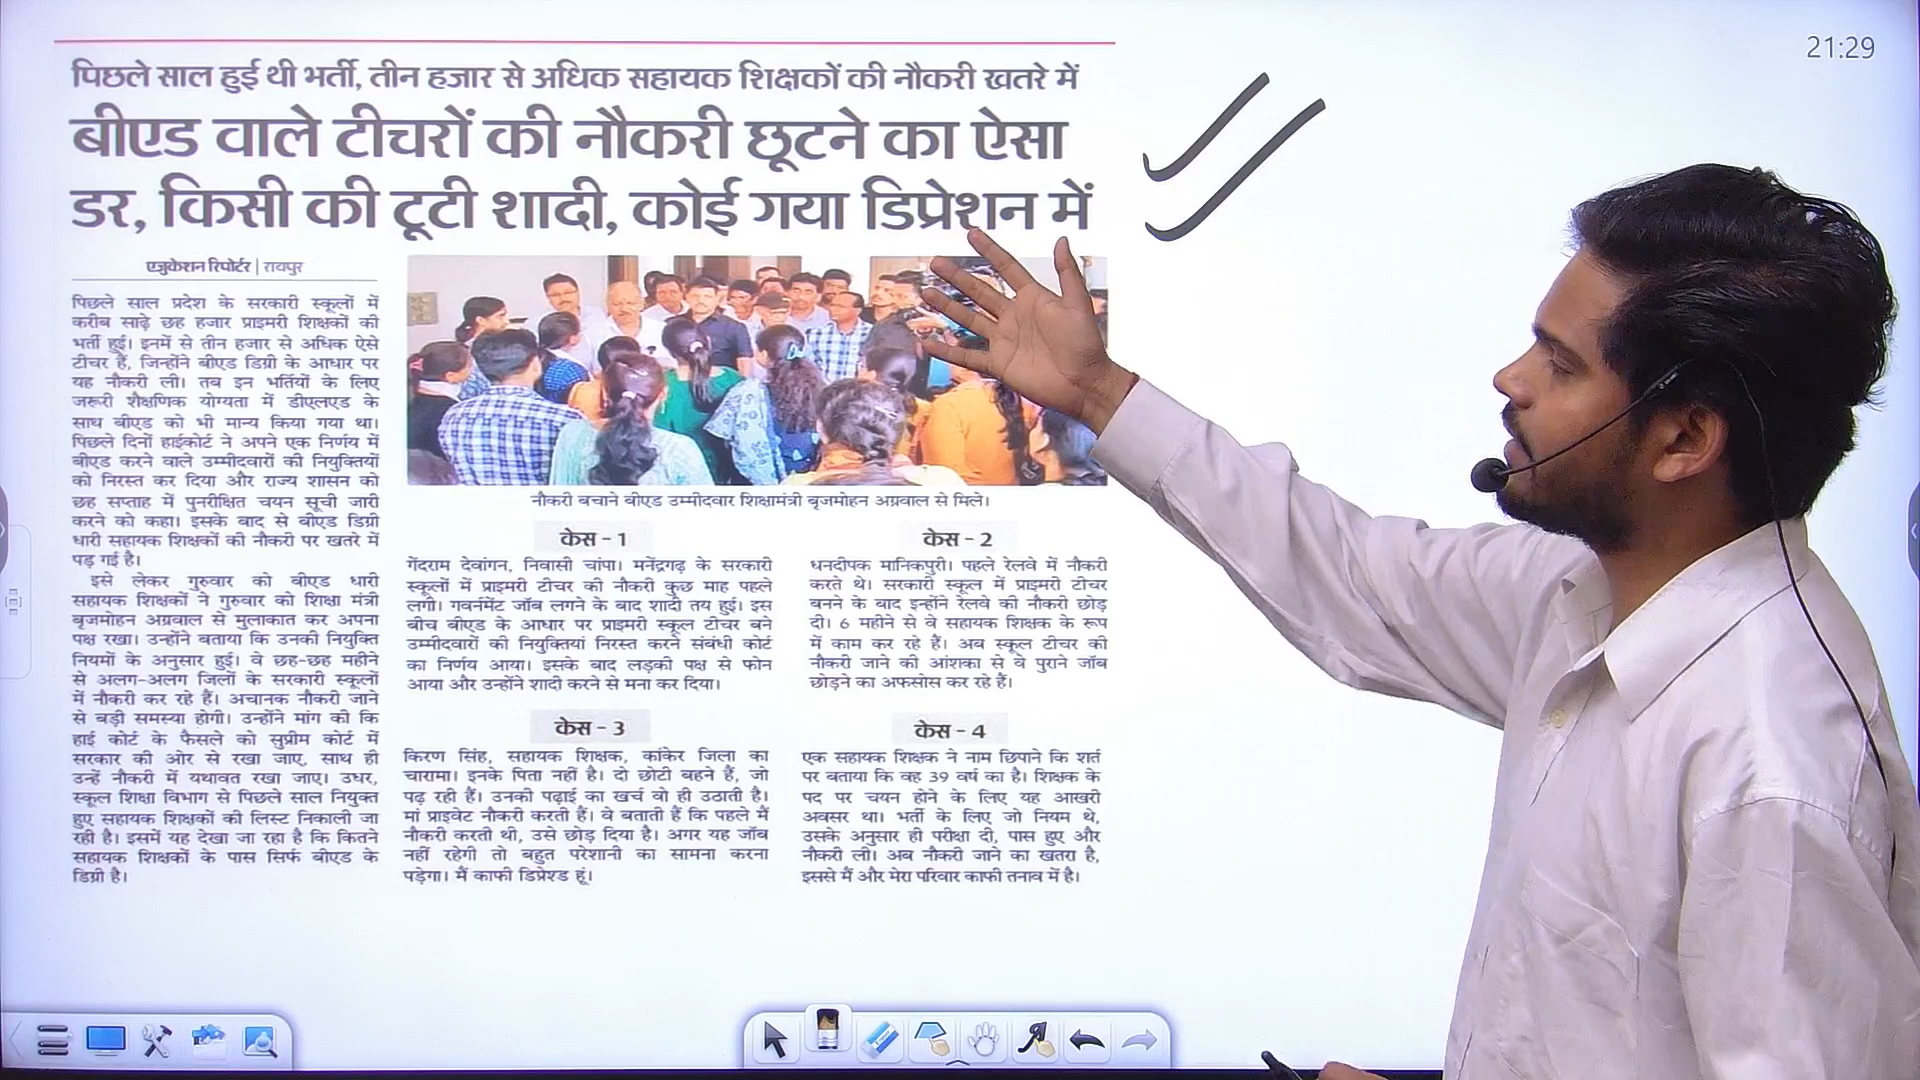 21:29
पिछले साल हुई थी भर्ती, तीन हजार से अधिक सहायक शिक्षकों की नौकरी खतरे में
बीएड वाले टीचरों की नौकरी छूटने का ऐसा
डर, किसी की टूटी शादी, कोई गया डिप्रेशन में
एजुकेशन रिपोर्टर | रायपुर
पिछले साल प्रदेश के सरकारी स्कूलों में
करीब साढ़े छह हजार प्राइमरी शिक्षकों की
भर्ती हुई। इनमें से तीन हजार से अधिक ऐसे
टीचर हैं, जिन्होंने बीएड डिग्री के आधार पर
यह नौकरी ली। तब इन भर्तियों के लिए
जरूरी शैक्षणिक योग्यता में डीएलएड के
साथ बीएड को भी मान्य किया गया था।
पिछले दिनों हाईकोर्ट ने अपने एक निर्णय में
बीएड करने वाले उम्मीदवारों की नियुक्तियों
को निरस्त कर दिया और राज्य शासन को
छह सप्ताह में पुनरीक्षित चयन सूची जारी
करने को कहा। इसके बाद से बीएड डिग्री
धारी सहायक शिक्षकों की नौकरी पर खतरे में
पड़ गई है।
इसे लेकर गुरुवार को बीएड धारी
सहायक शिक्षकों ने गुरुवार को शिक्षा मंत्री
बृजमोहन अग्रवाल से मुलाकात कर अपना
पक्ष रखा। उन्होंने बताया कि उनकी नियुक्ति
नियमों के अनुसार हुई। वे छह-छह महीने
से अलग-अलग जिलों के सरकारी स्कूलों
में नौकरी कर रहे हैं। अचानक नौकरी जाने
से बड़ी समस्या होगी। उन्होंने मांग की कि
हाई कोर्ट के फैसले को सुप्रीम कोर्ट में
सरकार की ओर से रखा जाए, साथ ही
उन्हें नौकरी में यथावत रखा जाए। उधर,
स्कूल शिक्षा विभाग से पिछले साल नियुक्त
हुए सहायक शिक्षकों की लिस्ट निकाली जा
रही है। इसमें यह देखा जा रहा है कि कितने
सहायक शिक्षकों के पास सिर्फ बीएड के
डिग्री है।
नौकरी बचाने बीएड उम्मीदवार शिक्षामंत्री बृजमोहन अग्रवाल से मिले।
केस - 1
गेंदराम देवांगन, निवासी चांपा। मनेंद्रगढ़ के सरकारी
स्कूलों में प्राइमरी टीचर की नौकरी कुछ माह पहले
लगी। गवर्नमेंट जॉब लगने के बाद शादी तय हुई। इस
बीच बीएड के आधार पर प्राइमरी स्कूल टीचर बने
उम्मीदवारों की नियुक्तियां निरस्त करने संबंधी कोर्ट
का निर्णय आया। इसके बाद लड़की पक्ष से फोन
आया और उन्होंने शादी करने से मना कर दिया।
केस - 2
धनदीपक मानिकपुरी। पहले रेलवे में नौकरी
करते थे। सरकारी स्कूल में प्राइमरी टीचर
बनने के बाद इन्होंने रेलवे की नौकरी छोड़
दी। 6 महीने से वे सहायक शिक्षक के रूप
में काम कर रहे हैं। अब स्कूल टीचर की
नौकरी जाने की आंशका से वे पुराने जॉब
छोड़ने का अफसोस कर रहे हैं।
केस - 3
किरण सिंह, सहायक शिक्षक, कांकेर जिला का
चारामा। इनके पिता नहीं है। दो छोटी बहने हैं, जो
पढ़ रही हैं। उनकी पढ़ाई का खर्च वो ही उठाती है।
मां प्राइवेट नौकरी करती हैं। वे बताती हैं कि पहले मैं
नौकरी करती थी, उसे छोड़ दिया है। अगर यह जॉब
नहीं रहेगी तो बहुत परेशानी का सामना करना
पड़ेगा। मैं काफी डिप्रेश्ड हूं।
केस - 4
एक सहायक शिक्षक ने नाम छिपाने कि शर्त
पर बताया कि वह 39 वर्ष का है। शिक्षक के
पद पर चयन होने के लिए यह आखरी
अवसर था। भर्ती के लिए जो नियम थे,
उसके अनुसार ही परीक्षा दी, पास हुए और
नौकरी ली। अब नौकरी जाने का खतरा है,
इससे मैं और मेरा परिवार काफी तनाव में है।